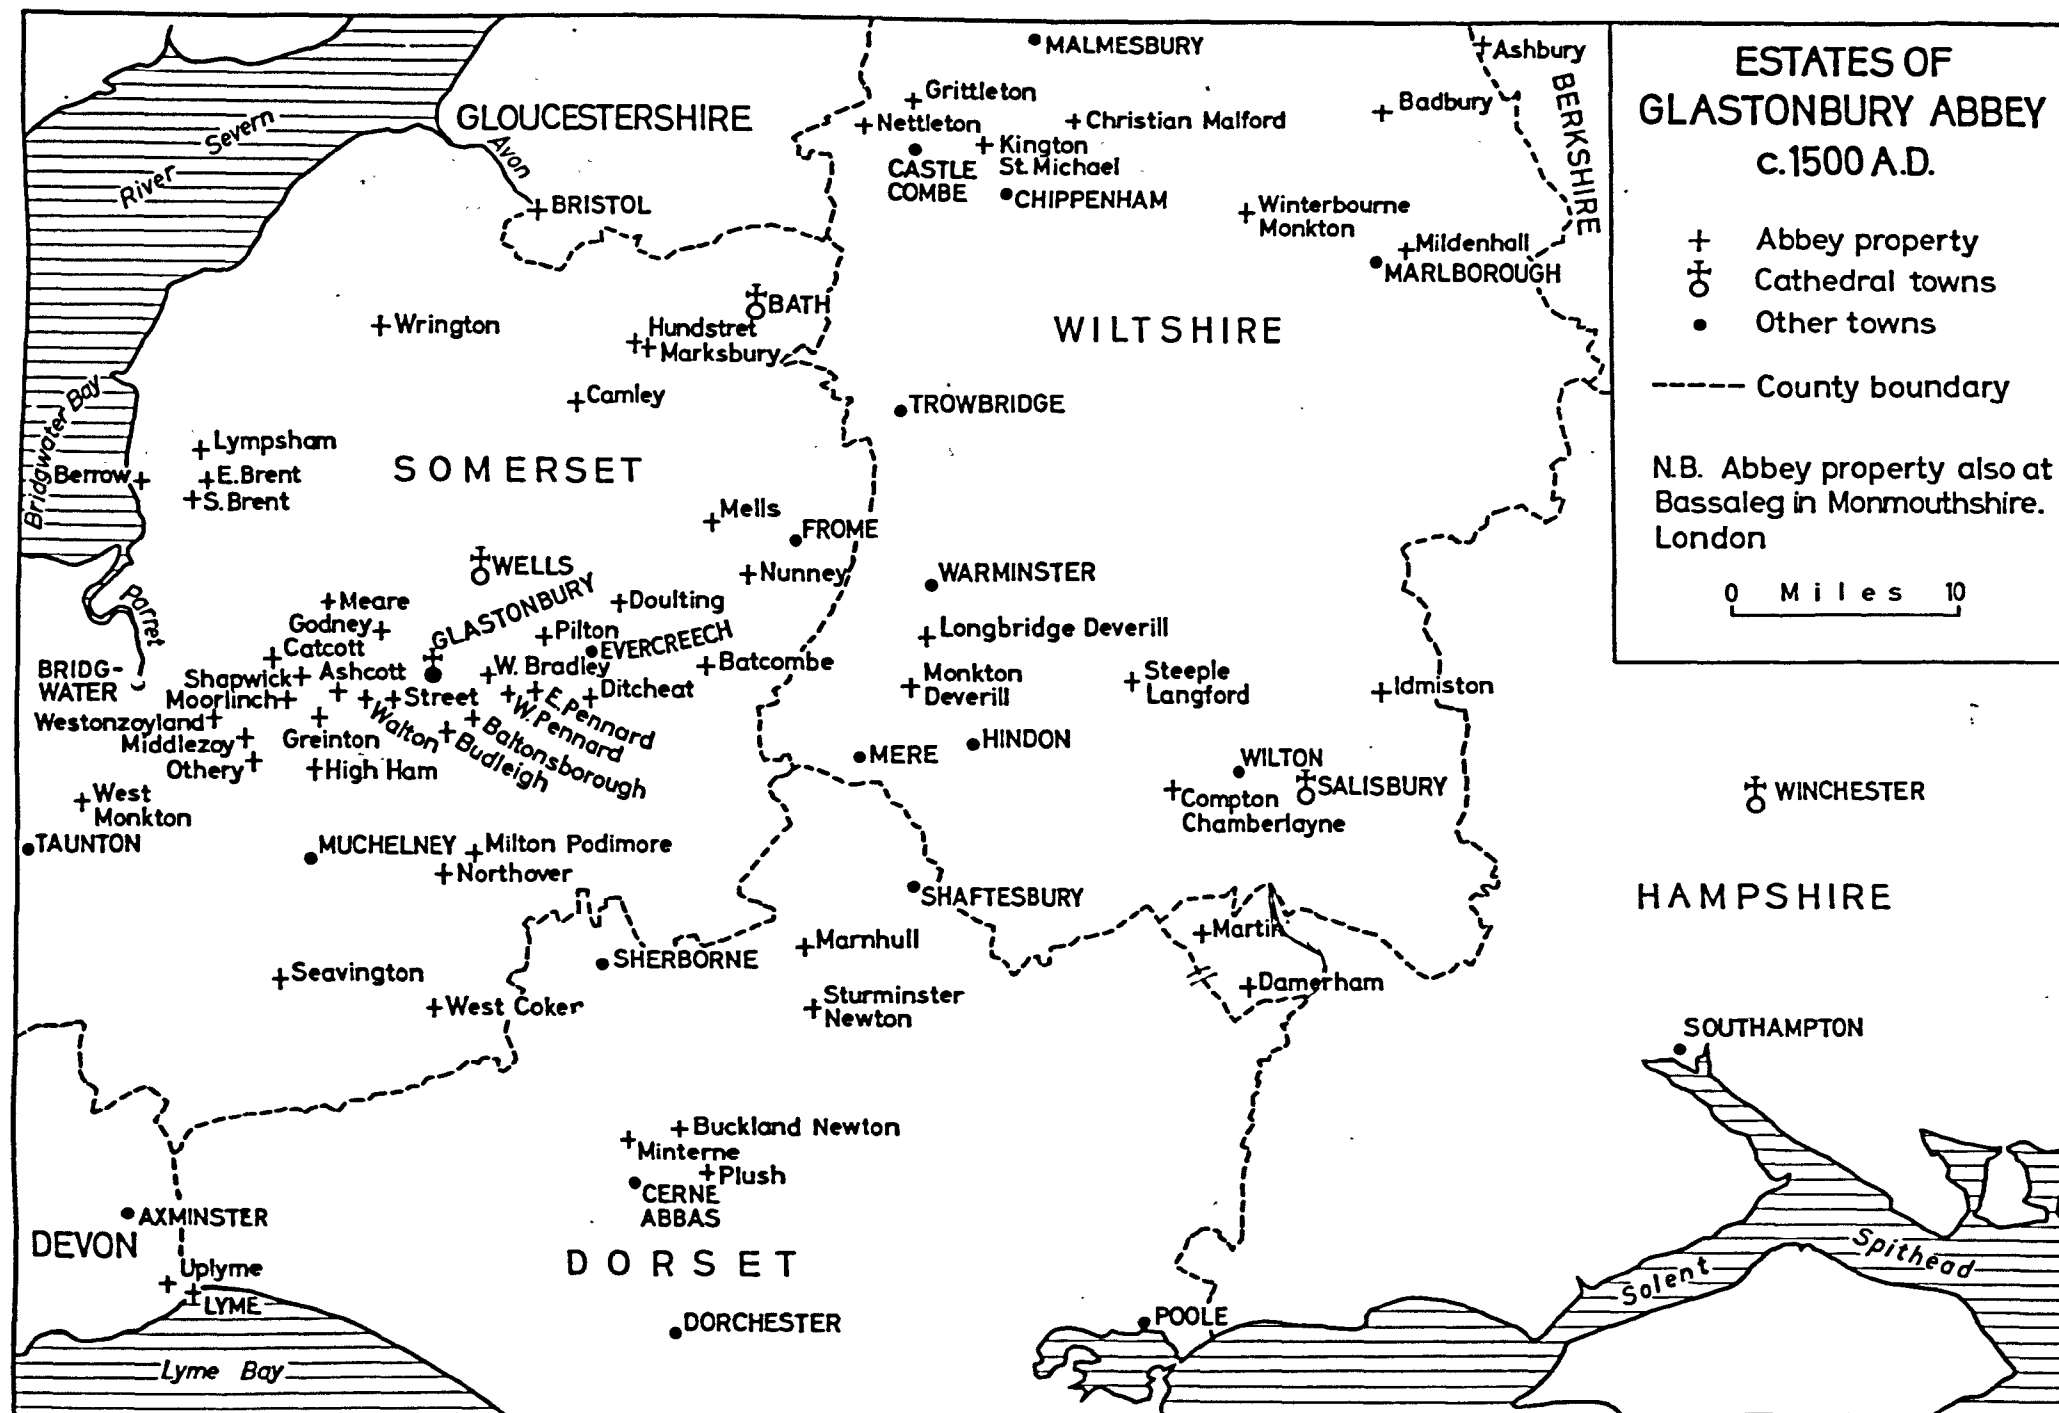 ESTATES OF
GLASTONBURY ABBEY
c.1500 A.D.
Abbey property
Cathedral towns
Other towns
County boundary
N.B. Abbey property also at
Bassaleg in Monmouthshire.
London
0 Miles 10
MALMESBURY
Ashbury
BERKSHIRE
Grittleton
Badbury
GLOUCESTERSHIRE
Nettleton
Christian Malford
Kington
St. Michael
CASTLE
COMBE
CHIPPENHAM
River Severn
Avon
BRISTOL
Winterbourne
Monkton
Mildenhall
MARLBOROUGH
BATH
Wrington
Hundstret
Marksbury
WILTSHIRE
Camley
TROWBRIDGE
Bridgwater Bay
Lympsham
Berrow
E. Brent
S. Brent
SOMERSET
Mells
FROME
WELLS
Nunney
WARMINSTER
Parret
Meare
GLASTONBURY
Doulting
Godney
Pilton
EVERCREECH
Longbridge Deverill
Catcott
BRIDG-
WATER
Shapwick
Ashcott
W. Bradley
Batcombe
Monkton
Deverill
Steeple
Langford
Idmiston
Moorlinch
Street
Ditcheat
E. Pennard
W. Pennard
Westonzoyland
Walton
Baltonsborough
Middlezoy
Greinton
Budleigh
Othery
High Ham
MERE
HINDON
WILTON
SALISBURY
WINCHESTER
Compton
Chamberlayne
West
Monkton
TAUNTON
MUCHELNEY
Milton Podimore
Northover
SHAFTESBURY
HAMPSHIRE
Martin
Marnhull
SHERBORNE
Seavington
Damerham
West Coker
Sturminster
Newton
SOUTHAMPTON
Buckland Newton
Minterne
Plush
CERNE
ABBAS
AXMINSTER
DEVON
DORSET
Uplyme
LYME
Solent
Spithead
DORCHESTER
POOLE
Lyme Bay